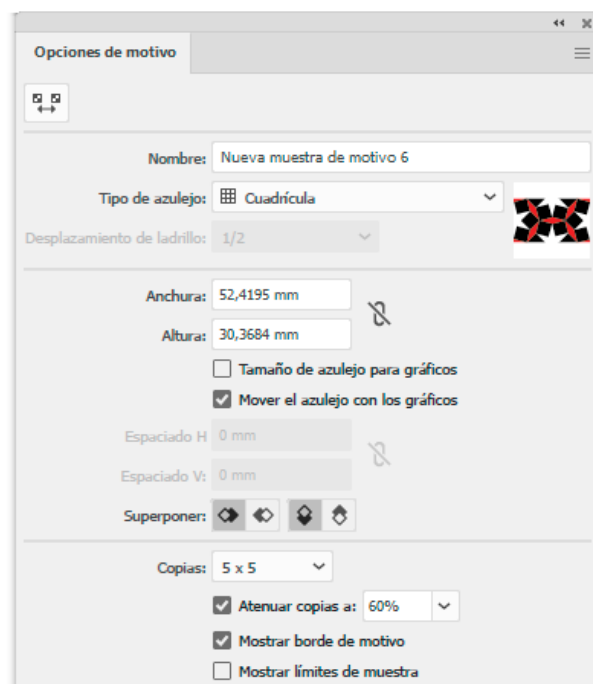 Opciones de motivo
Nombre: Nueva muestra de motivo 6
Tipo de azulejo: Cuadrícula
Desplazamiento de ladrillo: 1/2
Anchura: 52,4195 mm
Altura: 30,3684 mm
Tamaño de azulejo para gráficos
Mover el azulejo con los gráficos
Espaciado H 0 mm
Espaciado V: 0 mm
Superponer:
Copias: 5 x 5
Atenuar copias a: 60%
Mostrar borde de motivo
Mostrar límites de muestra